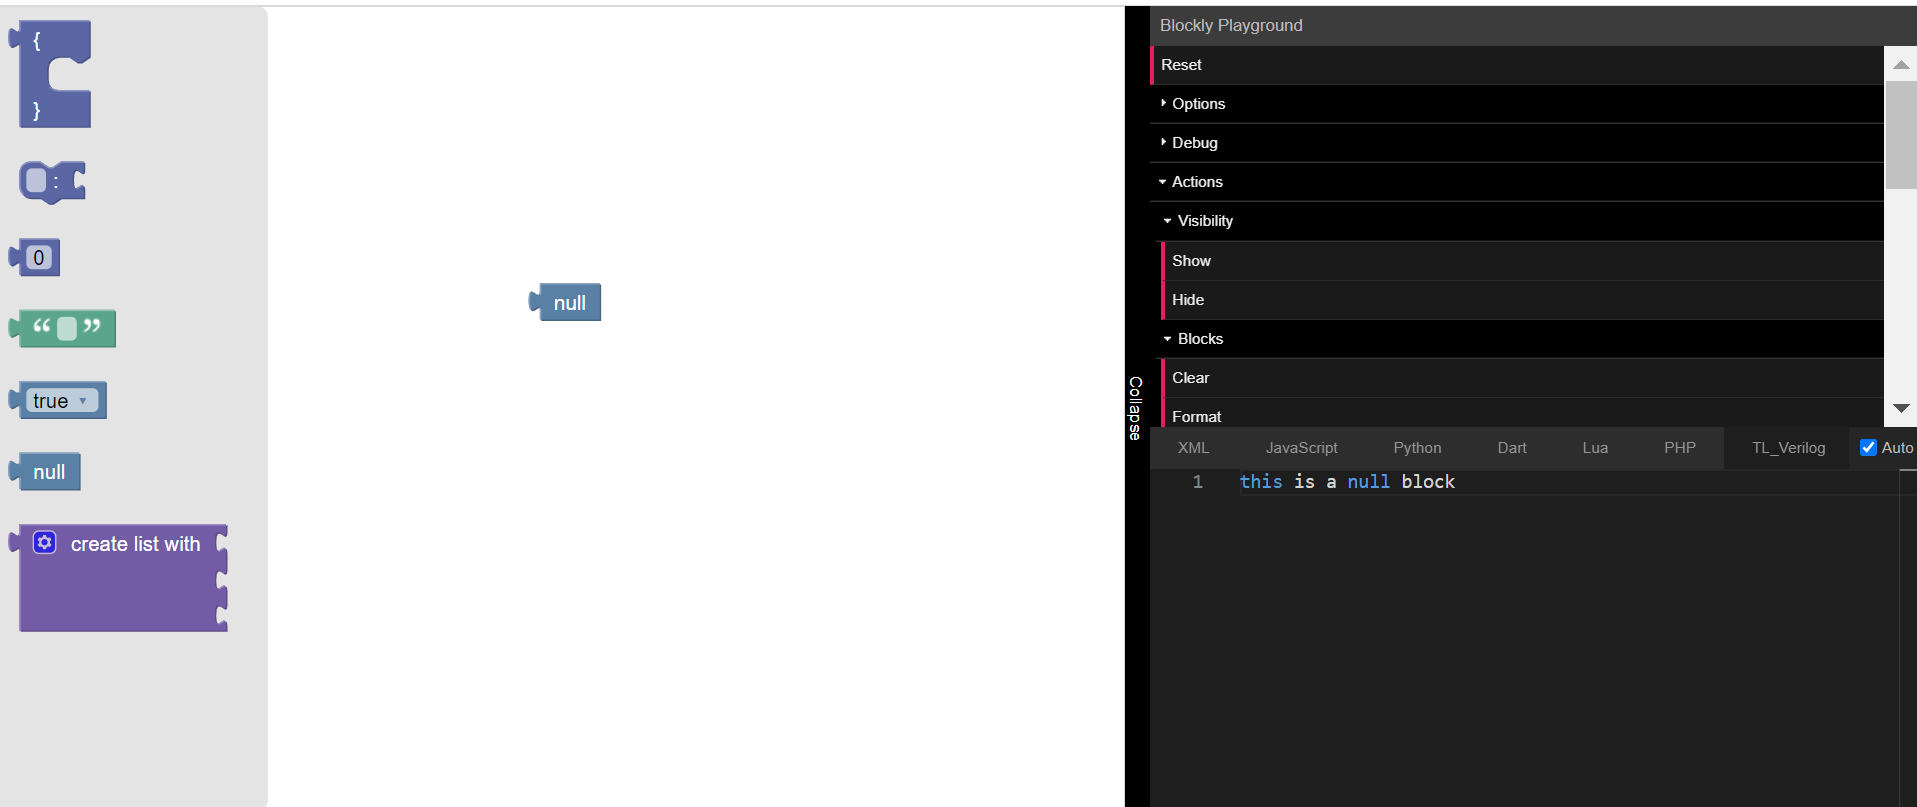 {
}
:
0
“ ”
true
null
create list with
null
Collapse
Blockly Playground
Reset
Options
Debug
Actions
Visibility
Show
Hide
Blocks
Clear
Format
XML JavaScript Python Dart Lua PHP TL_Verilog Auto
1 this is a null block